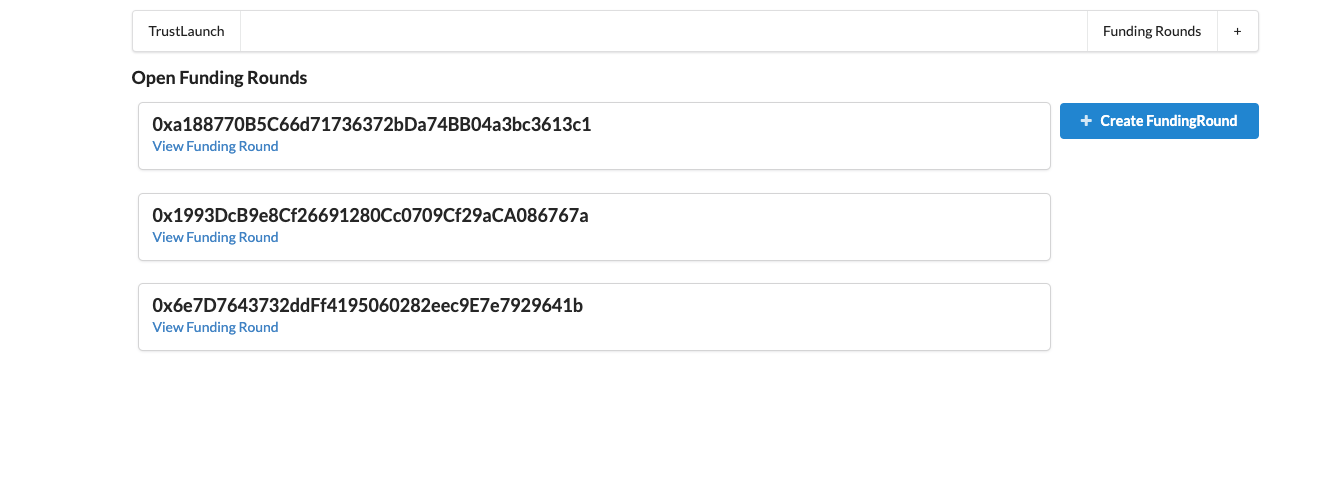 TrustLaunch
Funding Rounds
+
Open Funding Rounds
0xa188770B5C66d71736372bDa74BB04a3bc3613c1
View Funding Round
+ Create FundingRound
0x1993DcB9e8Cf26691280Cc0709Cf29aCA086767a
View Funding Round
0x6e7D7643732ddFf4195060282eec9E7e7929641b
View Funding Round